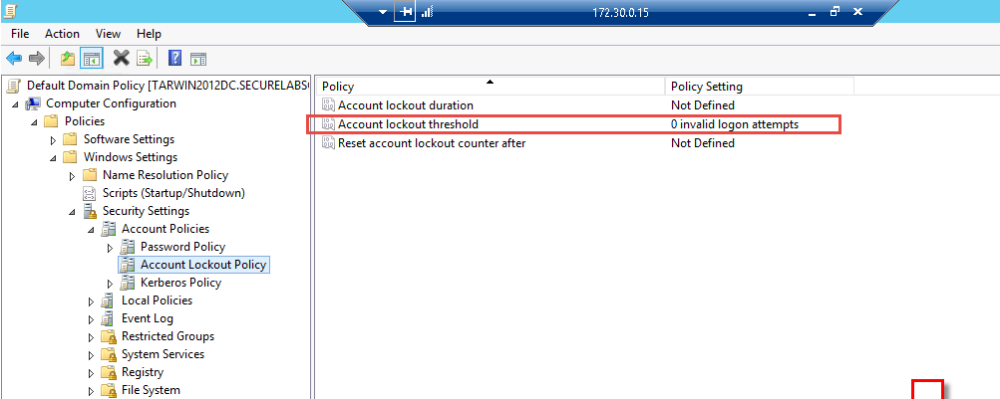 172.30.0.15
File Action View Help
Default Domain Policy [TARWIN2012DC.SECURELABS
Computer Configuration
Policies
Software Settings
Windows Settings
Name Resolution Policy
Scripts (Startup/Shutdown)
Security Settings
Account Policies
Password Policy
Account Lockout Policy
Kerberos Policy
Local Policies
Event Log
Restricted Groups
System Services
Registry
File System
Policy Policy Setting
Account lockout duration Not Defined
Account lockout threshold 0 invalid logon attempts
Reset account lockout counter after Not Defined